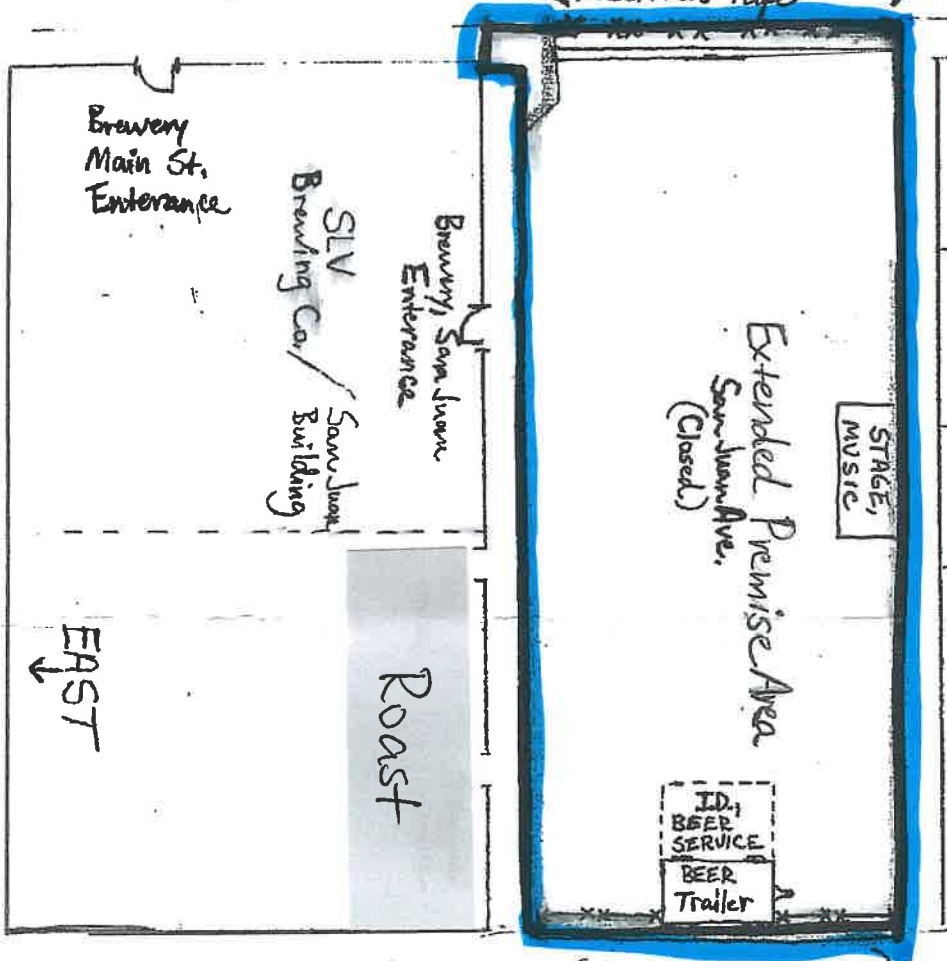 Tape
Brewery
Main St.
Enterance
SLV
Brewing Co./
San Juan
Building
Brewery, San Juan
Enterance
Extended Premise Area
San Juan Ave.
(Closed)
STAGE,
MUSIC
EAST
Roast
I.D.,
BEER
SERVICE
BEER
Trailer